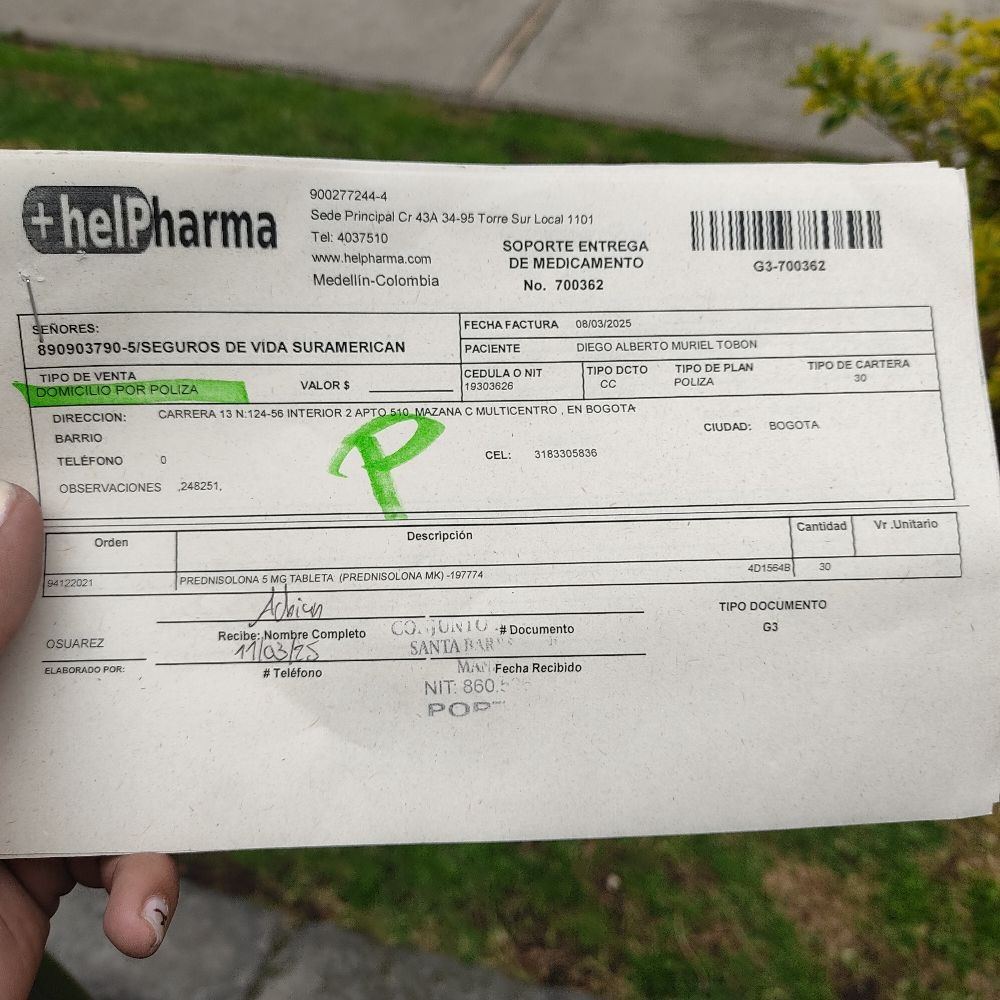 +helPharma
900277244-4
Sede Principal Cr 43A 34-95 Torre Sur Local 1101
Tel: 4037510
www.helpharma.com
Medellín-Colombia
SOPORTE ENTREGA
DE MEDICAMENTO
No. 700362
G3-700362
SEÑORES:
890903790-5/SEGUROS DE VIDA SURAMERICAN
FECHA FACTURA 08/03/2025
PACIENTE DIEGO ALBERTO MURIEL TOBON
TIPO DE VENTA
DOMICILIO POR POLIZA
VALOR $
CEDULA O NIT
19303626
TIPO DCTO
CC
TIPO DE PLAN
POLIZA
TIPO DE CARTERA
30
DIRECCION: CARRERA 13 N:124-56 INTERIOR 2 APTO 510 MAZANA C MULTICENTRO , EN BOGOTA
BARRIO
CIUDAD: BOGOTA
TELÉFONO 0
CEL: 3183305836
OBSERVACIONES ,248251,
P
Orden Descripción Cantidad Vr .Unitario
94122021 PREDNISOLONA 5 MG TABLETA (PREDNISOLONA MK) -197774 4D1564B 30
Adrian
TIPO DOCUMENTO
G3
OSUAREZ
Recibe: Nombre Completo
# Documento
11/03/25
SANTA
ELABORADO POR:
# Teléfono
Fecha Recibido
NIT: 860.